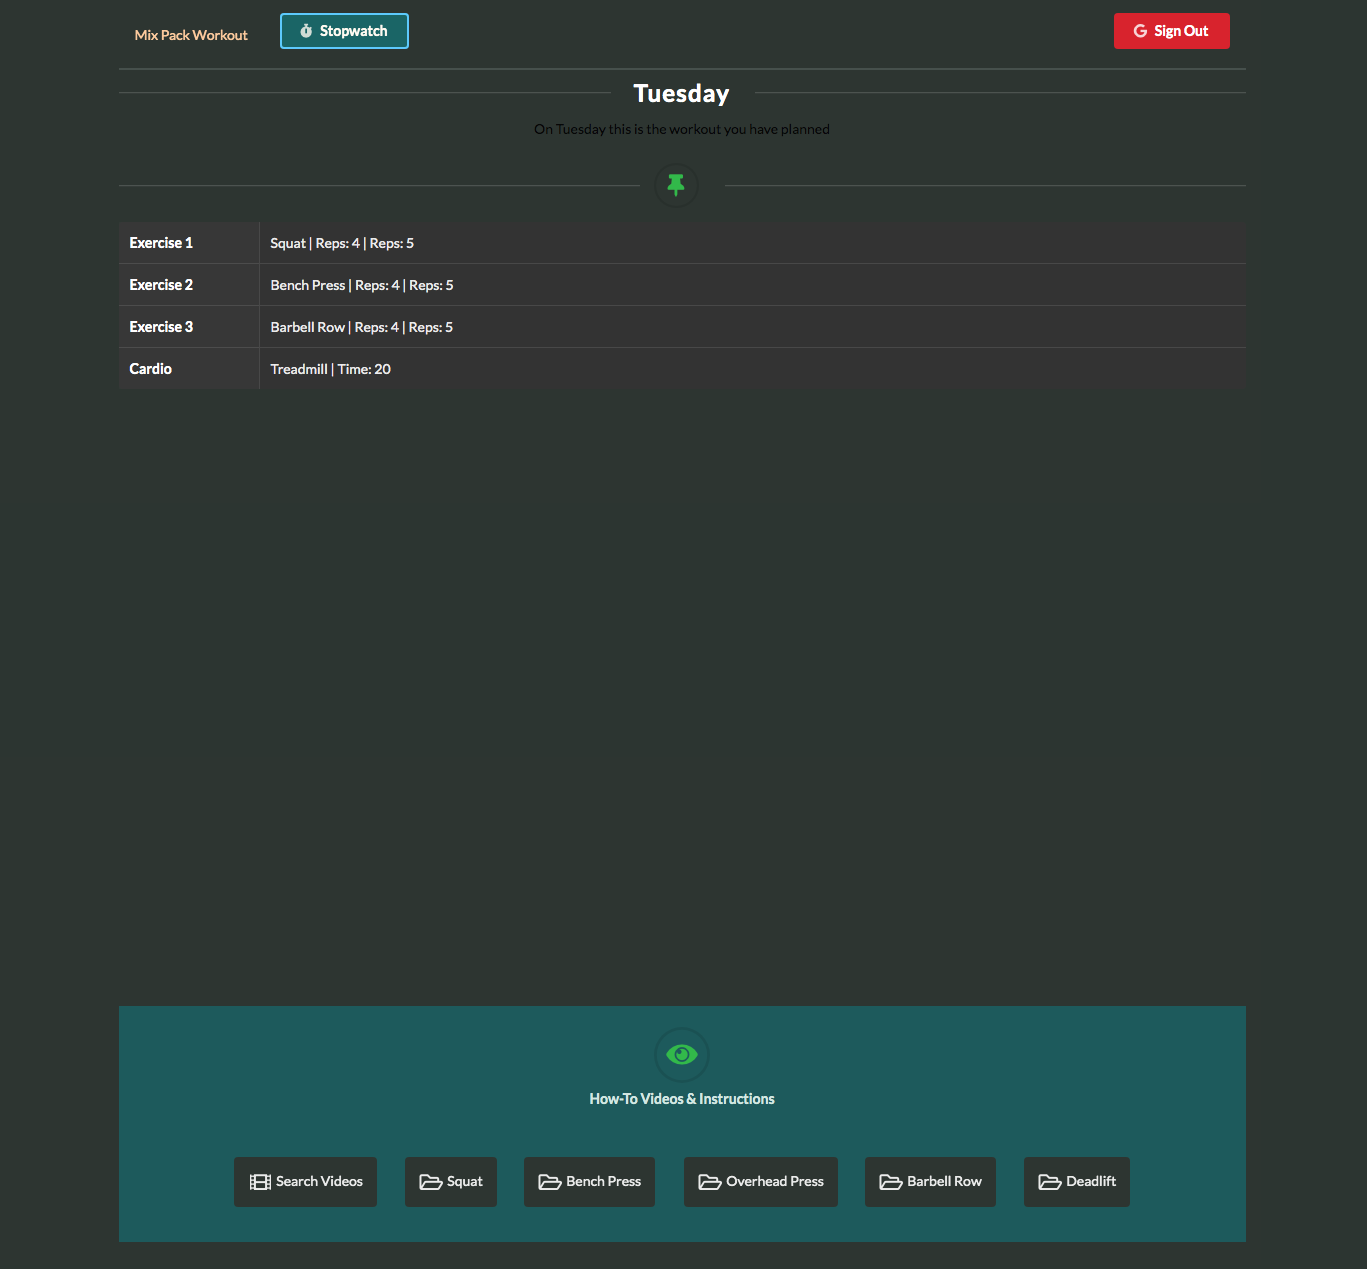 Mix Pack Workout Stopwatch Sign Out
Tuesday
On Tuesday this is the workout you have planned
Exercise 1 Squat | Reps: 4 | Reps: 5
Exercise 2 Bench Press | Reps: 4 | Reps: 5
Exercise 3 Barbell Row | Reps: 4 | Reps: 5
Cardio Treadmill | Time: 20
How-To Videos & Instructions
Search Videos Squat Bench Press Overhead Press Barbell Row Deadlift